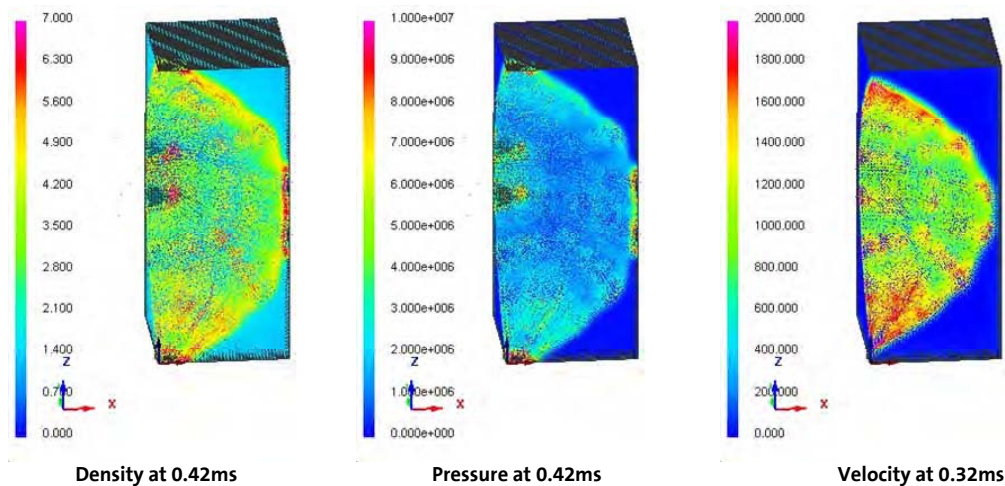 7.000
6.300
5.600
4.900
4.200
3.500
2.800
2.100
1.400
Z
0.700
X
0.000
Density at 0.42ms
1.000e+007
9.000e+006
8.000e+006
7.000e+006
6.000e+006
5.000e+006
4.000e+006
3.000e+006
2.000e+006
Z
1.000e+006
X
0.000e+000
Pressure at 0.42ms
2000.000
1800.000
1600.000
1400.000
1200.000
1000.000
800.000
600.000
400.000
Z
200.000
X
0.000
Velocity at 0.32ms